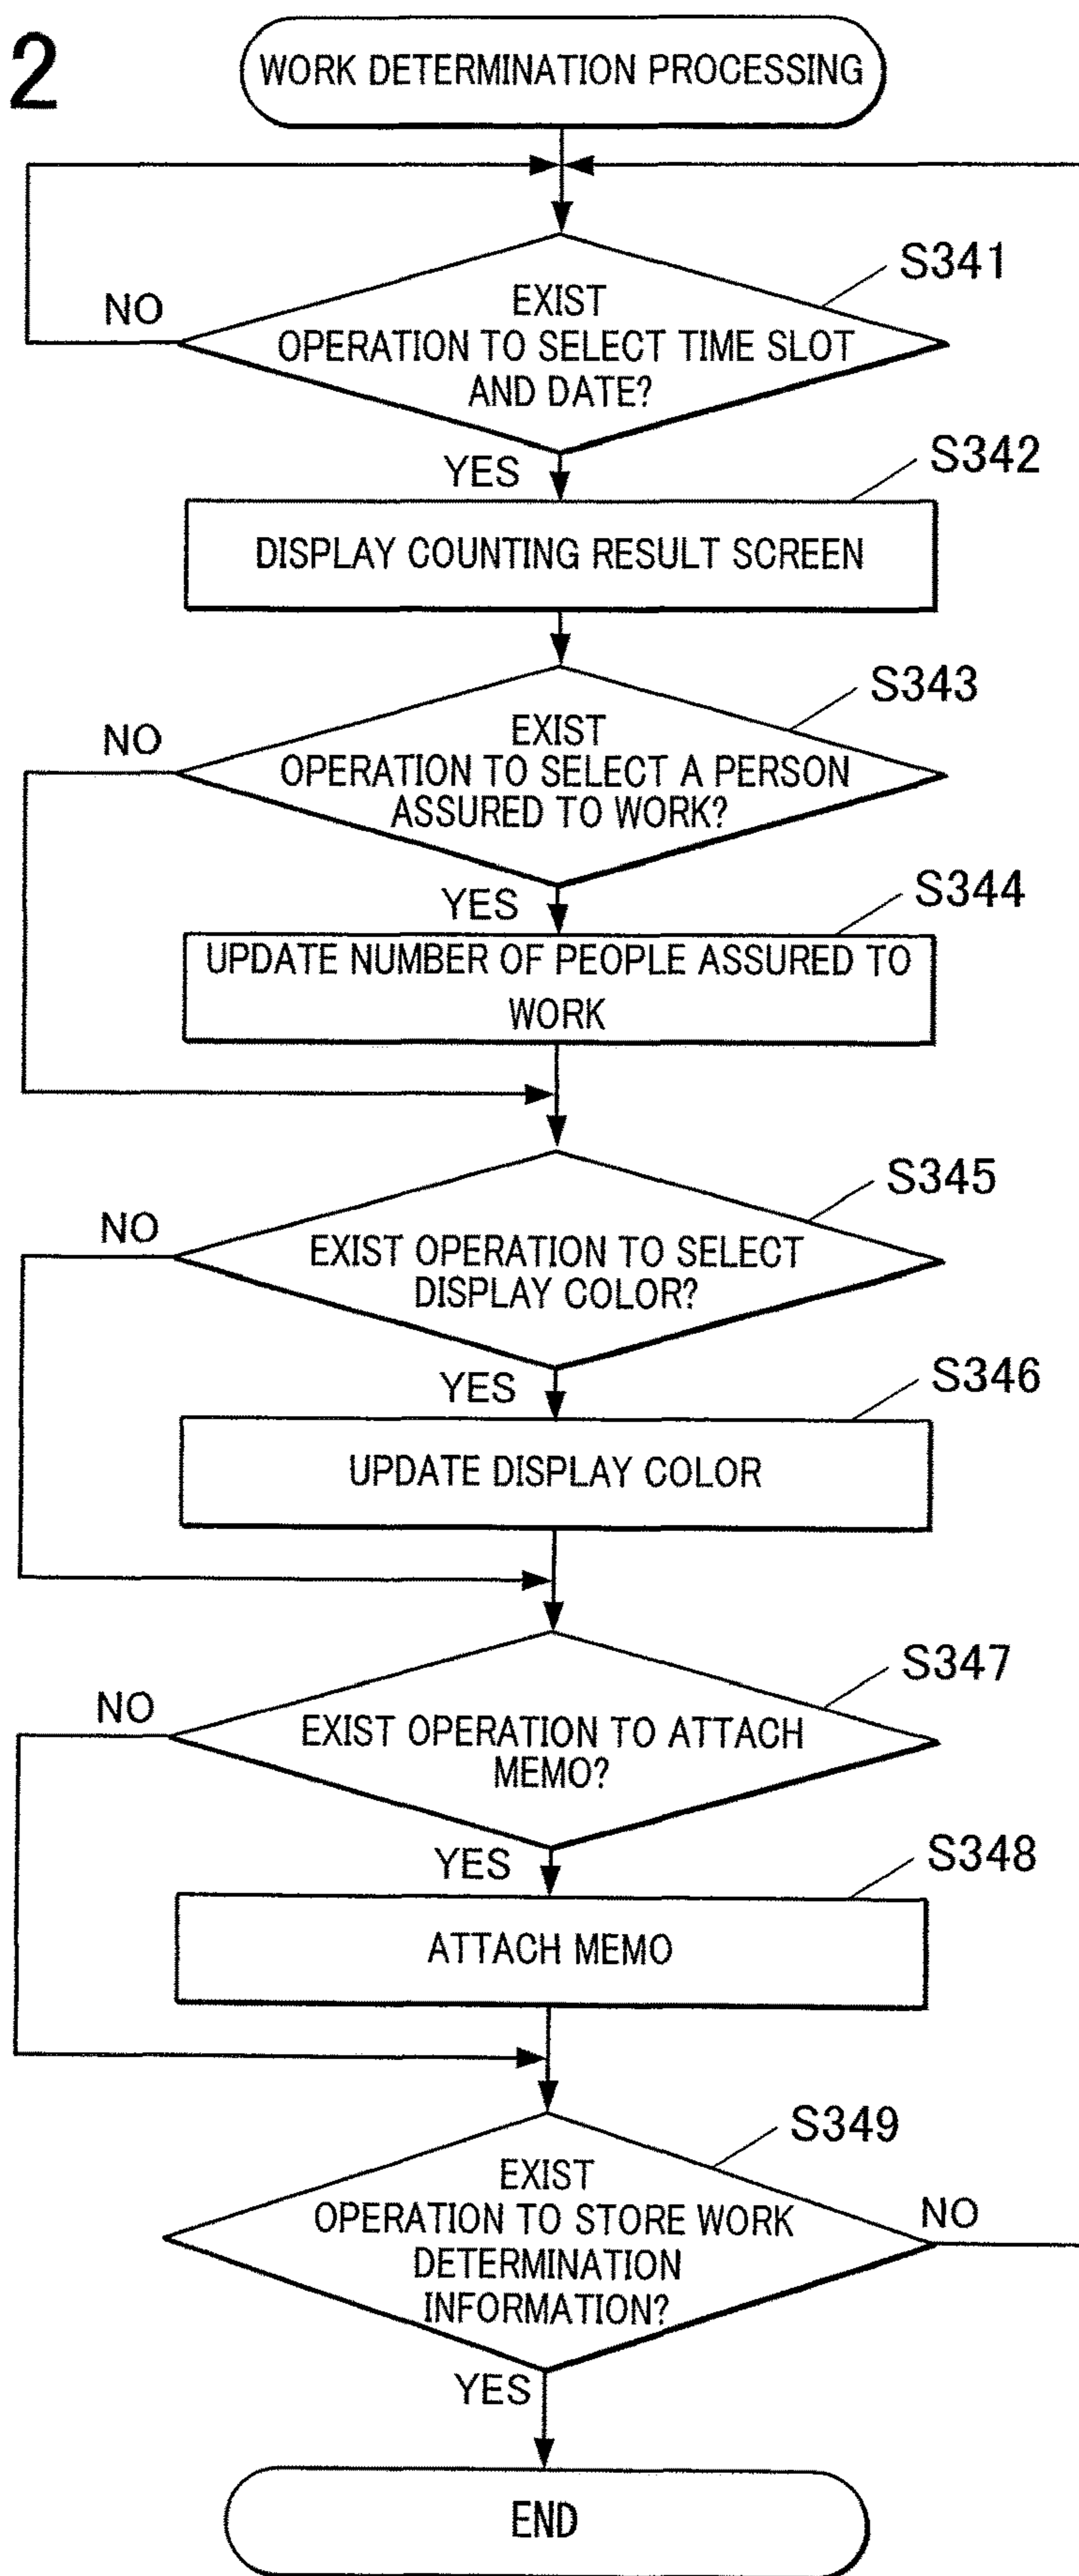 2
WORK DETERMINATION PROCESSING
S341
NO
EXIST
OPERATION TO SELECT TIME SLOT
AND DATE?
YES
S342
DISPLAY COUNTING RESULT SCREEN
S343
NO
EXIST
OPERATION TO SELECT A PERSON
ASSURED TO WORK?
YES
S344
UPDATE NUMBER OF PEOPLE ASSURED TO
WORK
S345
NO
EXIST OPERATION TO SELECT
DISPLAY COLOR?
YES
S346
UPDATE DISPLAY COLOR
S347
NO
EXIST OPERATION TO ATTACH
MEMO?
YES
S348
ATTACH MEMO
S349
EXIST
OPERATION TO STORE WORK
NO
DETERMINATION
INFORMATION?
YES
END